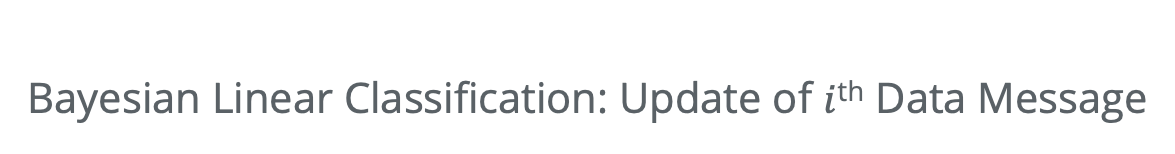 Bayesian Linear Classification: Update of iᵗʰ Data Message